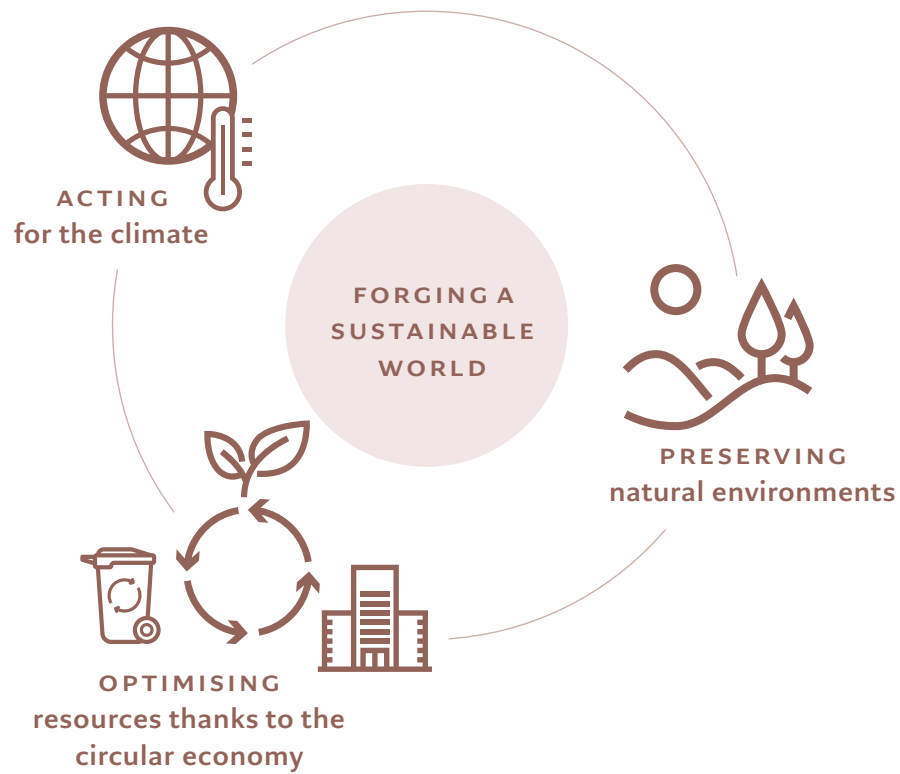 ACTING
for the climate
FORGING A
SUSTAINABLE
WORLD
PRESERVING
natural environments
OPTIMISING
resources thanks to the
circular economy